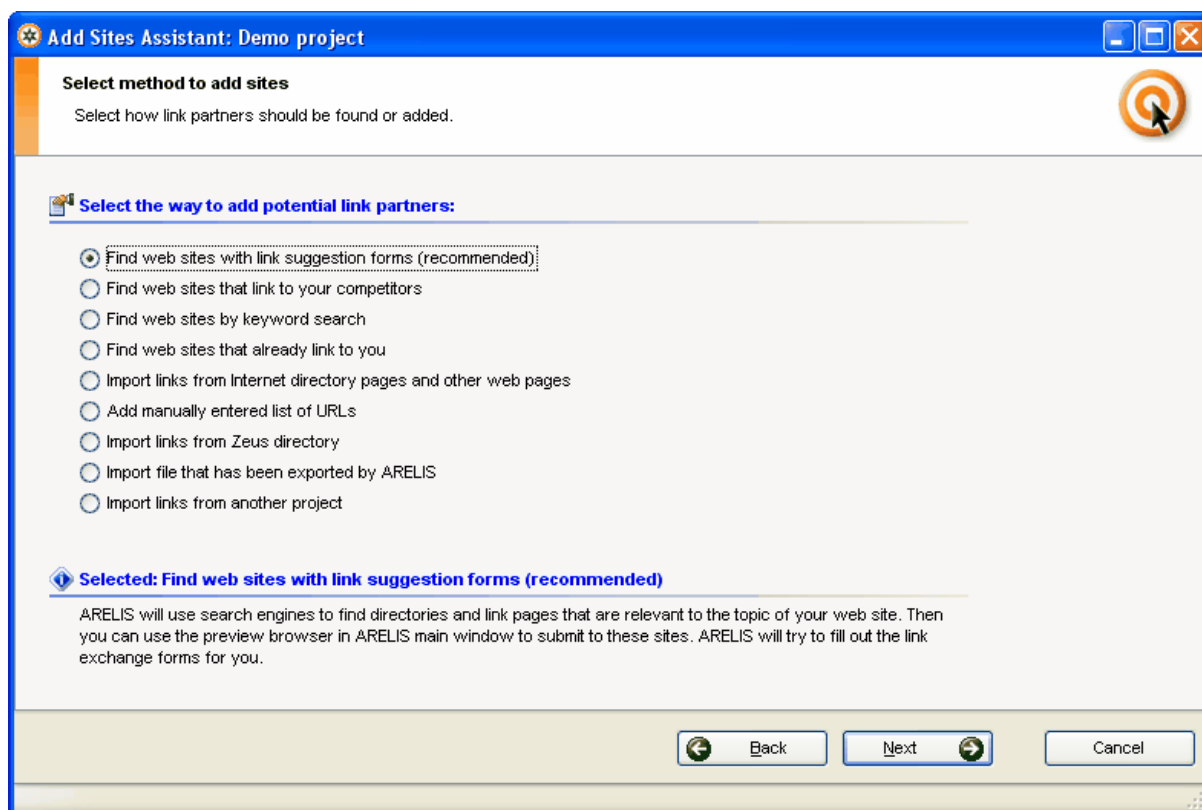 Add Sites Assistant: Demo project
Select method to add sites
Select how link partners should be found or added.
Select the way to add potential link partners:
Find web sites with link suggestion forms (recommended)
Find web sites that link to your competitors
Find web sites by keyword search
Find web sites that already link to you
Import links from Internet directory pages and other web pages
Add manually entered list of URLs
Import links from Zeus directory
Import file that has been exported by ARELIS
Import links from another project
Selected: Find web sites with link suggestion forms (recommended)
ARELIS will use search engines to find directories and link pages that are relevant to the topic of your web site. Then
you can use the preview browser in ARELIS main window to submit to these sites. ARELIS will try to fill out the link
exchange forms for you.
Back
Next
Cancel